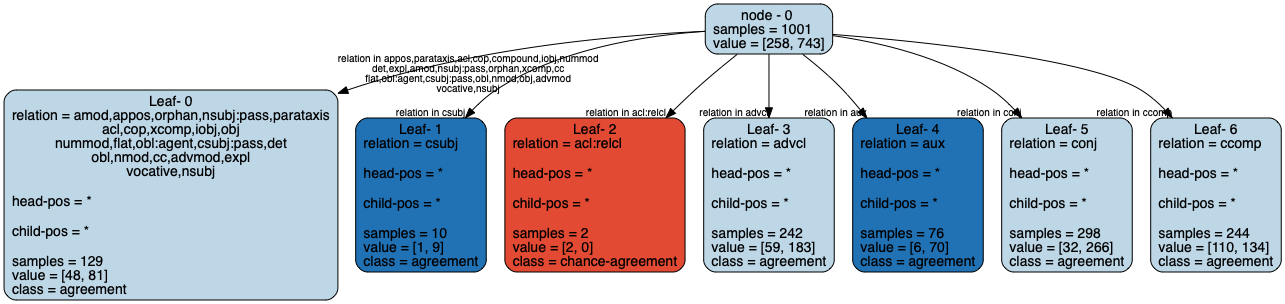 node - 0
samples = 1001
value = [258, 743]
relation in appos,parataxis,acl,cop,compound,iobj,nummod
det,expl,amod,nsubj:pass,orphan,xcomp,cc
flat,obl:agent,csubj:pass,obl,nmod,obj,advmod
vocative,nsubj
relation in csubj
relation in acl:relcl
relation in advcl
relation in aux
relation in conj
relation in ccomp
Leaf- 0
relation = amod,appos,orphan,nsubj:pass,parataxis
acl,cop,xcomp,iobj,obj
nummod,flat,obl:agent,csubj:pass,det
obl,nmod,cc,advmod,expl
vocative,nsubj
head-pos = *
child-pos = *
samples = 129
value = [48, 81]
class = agreement
Leaf- 1
relation = csubj
head-pos = *
child-pos = *
samples = 10
value = [1, 9]
class = agreement
Leaf- 2
relation = acl:relcl
head-pos = *
child-pos = *
samples = 2
value = [2, 0]
class = chance-agreement
Leaf- 3
relation = advcl
head-pos = *
child-pos = *
samples = 242
value = [59, 183]
class = agreement
Leaf- 4
relation = aux
head-pos = *
child-pos = *
samples = 76
value = [6, 70]
class = agreement
Leaf- 5
relation = conj
head-pos = *
child-pos = *
samples = 298
value = [32, 266]
class = agreement
Leaf- 6
relation = ccomp
head-pos = *
child-pos = *
samples = 244
value = [110, 134]
class = agreement